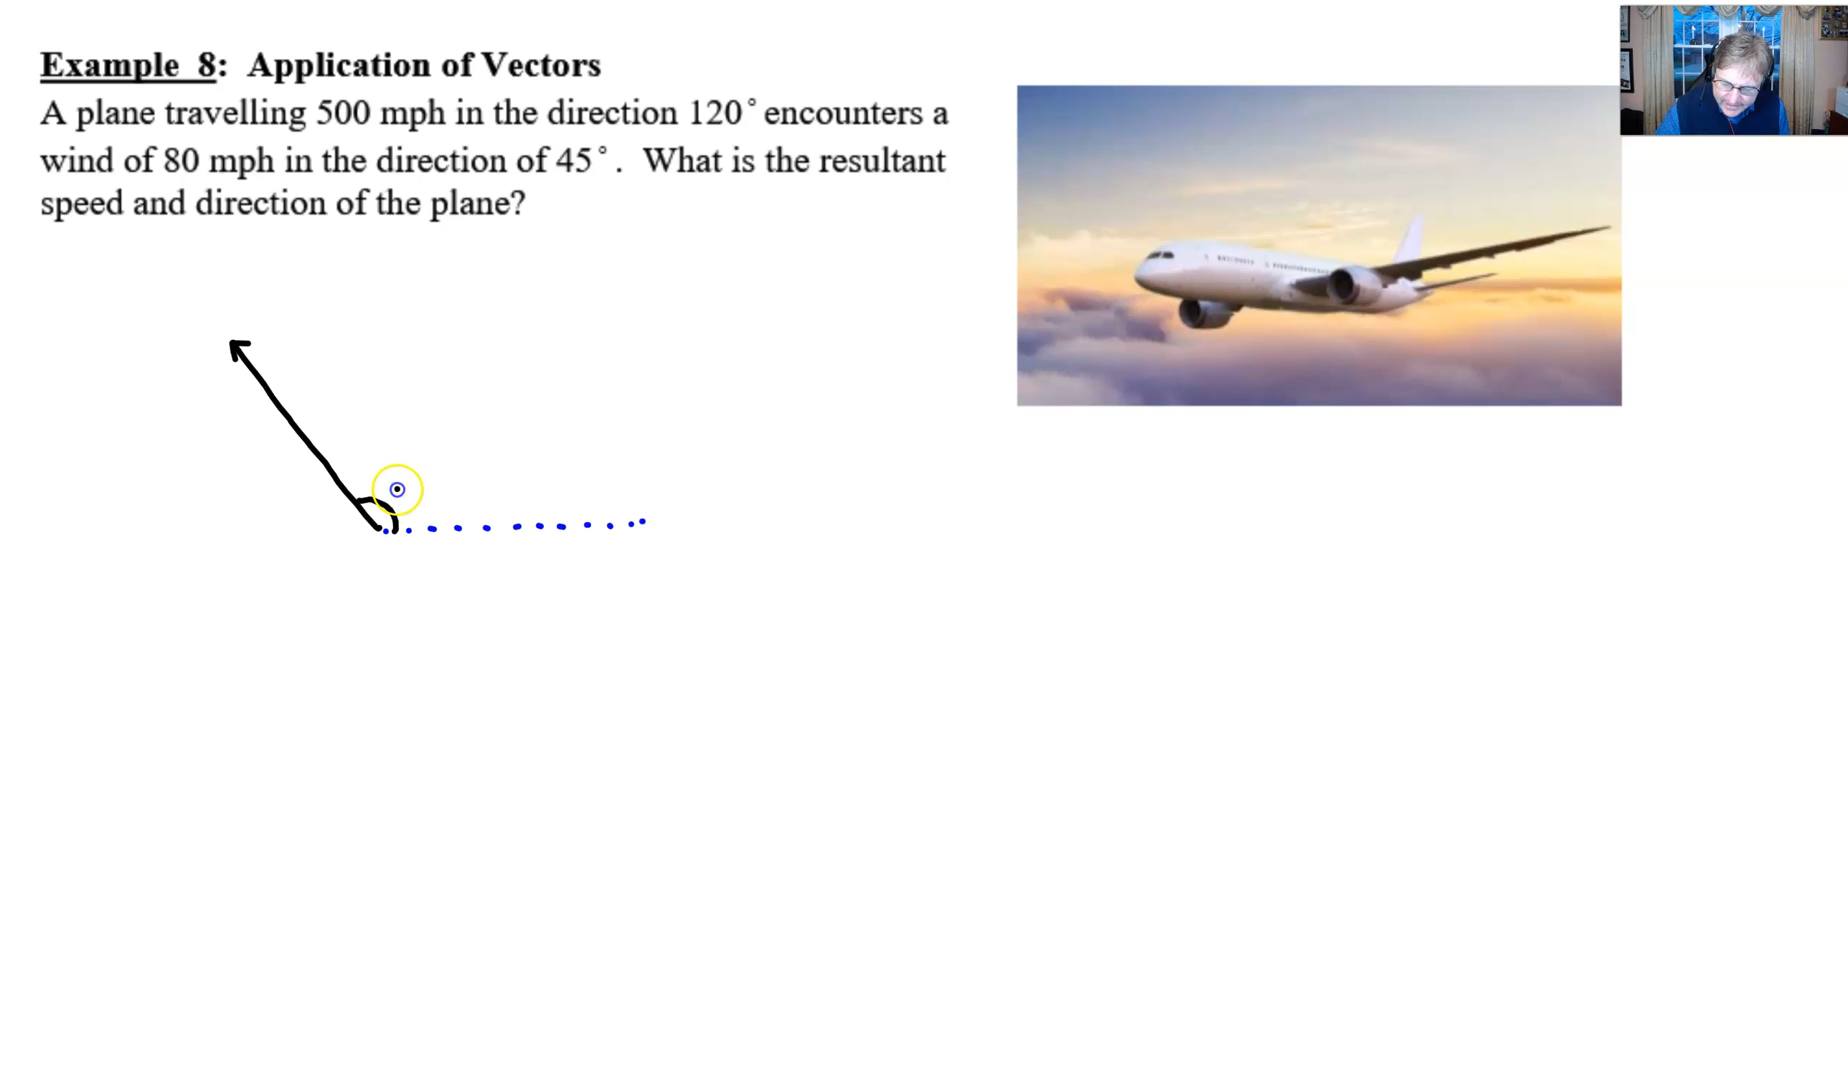 Example 8: Application of Vectors
A plane travelling 500 mph in the direction 120° encounters a
wind of 80 mph in the direction of 45°. What is the resultant
speed and direction of the plane?